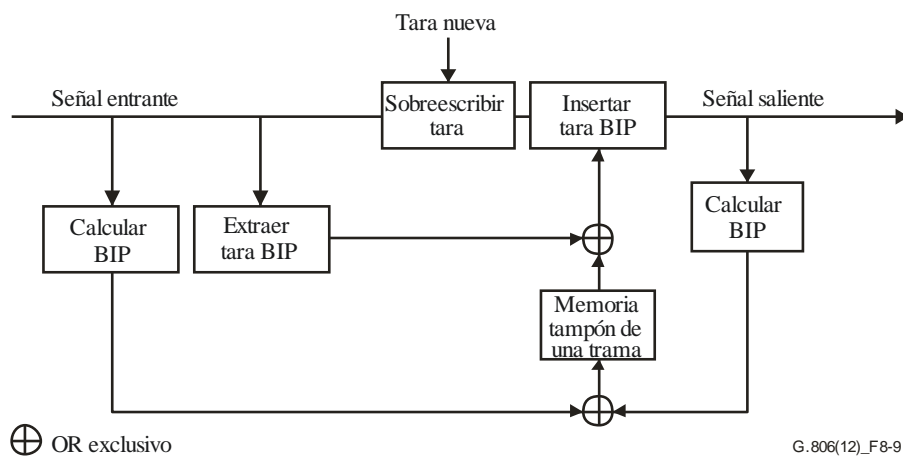 Tara nueva
Señal entrante
Sobreescribir
tara
Insertar
tara BIP
Señal saliente
Calcular
BIP
Extraer
tara BIP
Calcular
BIP
Memoria
tampón de
una trama
OR exclusivo
G.806(12)_F8-9